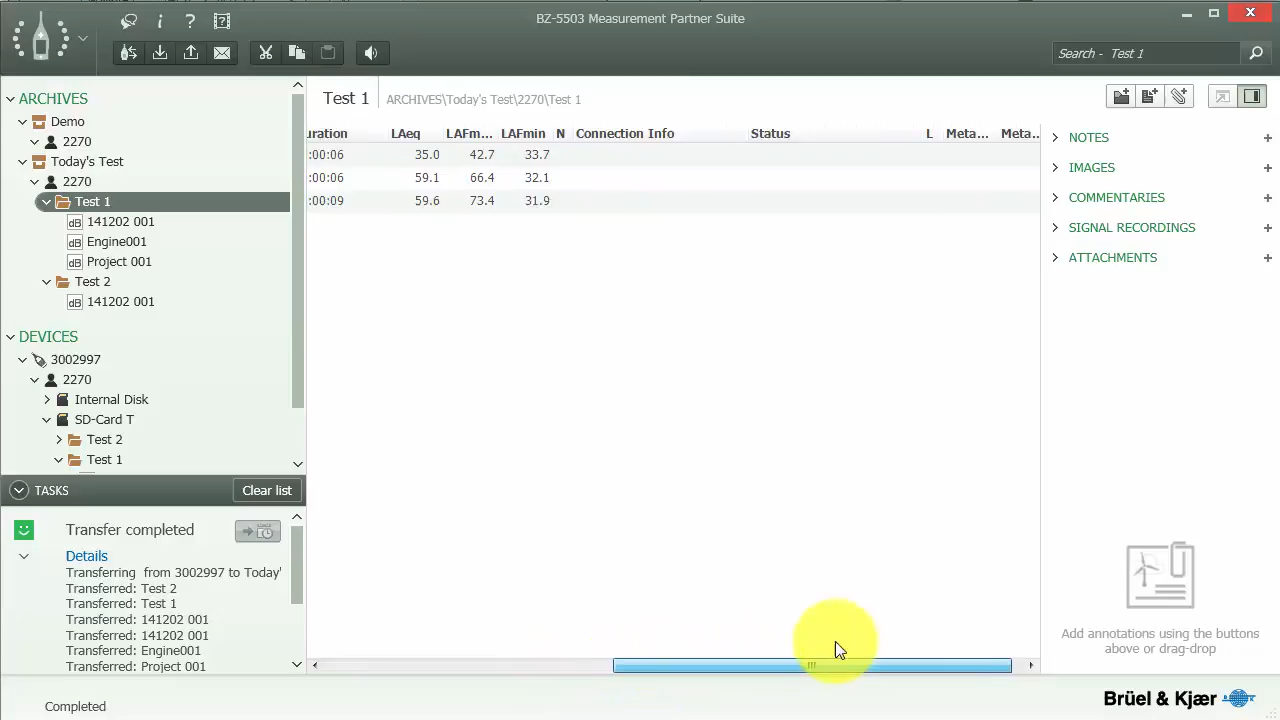 BZ-5503 Measurement Partner Suite
Search - Test 1
ARCHIVES
Demo
2270
Today's Test
2270
Test 1
141202 001
Engine001
Project 001
Test 2
141202 001
DEVICES
3002997
2270
Internal Disk
SD-Card T
Test 2
Test 1
TASKS
Clear list
Transfer completed
Details
Transferring from 3002997 to Today'
Transferred: Test 2
Transferred: Test 1
Transferred: 141202 001
Transferred: 141202 001
Transferred: Engine001
Transferred: Project 001
Completed
Test 1 ARCHIVES\Today's Test\2270\Test 1
uration LAeq LAFm... LAFmin N Connection Info Status L Meta... Meta..
:00:06 35.0 42.7 33.7
:00:06 59.1 66.4 32.1
:00:09 59.6 73.4 31.9
NOTES
IMAGES
COMMENTARIES
SIGNAL RECORDINGS
ATTACHMENTS
Add annotations using the buttons
above or drag-drop
Brüel & Kjær